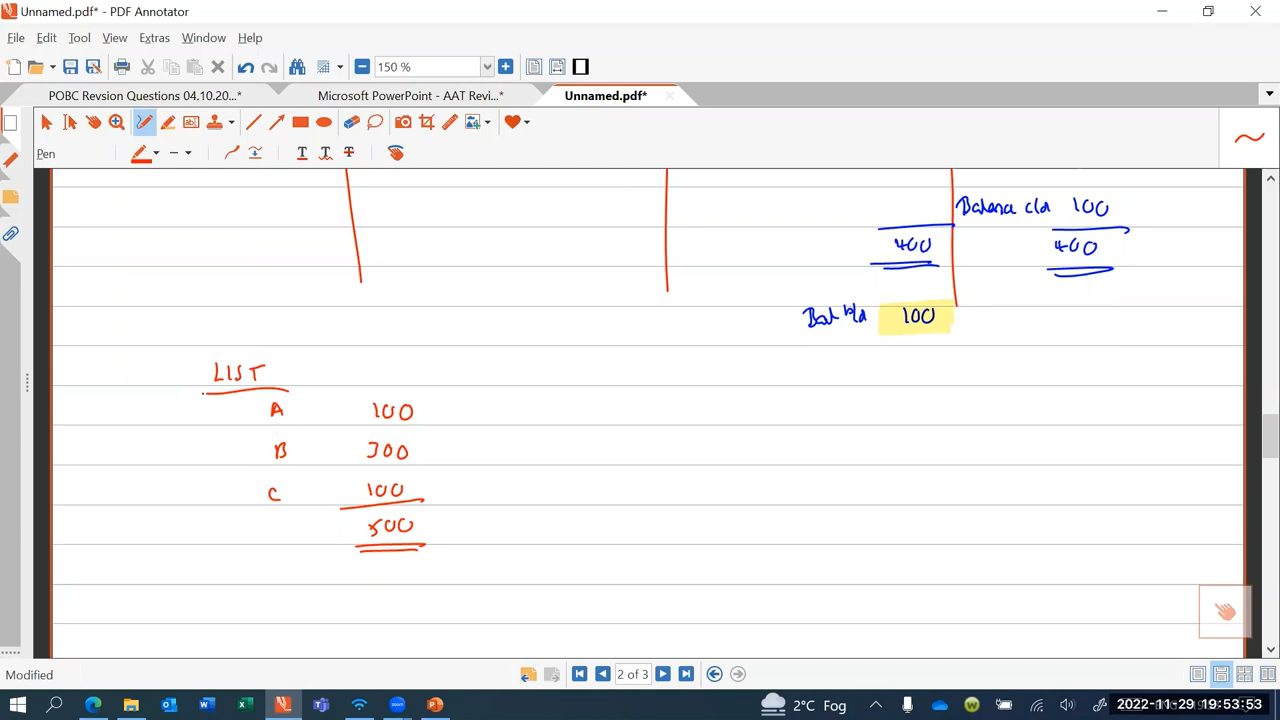 Unnamed.pdf* - PDF Annotator
File Edit Tool View Extras Window Help
150 %
POBC Revsion Questions 04.10.20...*
Microsoft PowerPoint - AAT Revi...*
Unnamed.pdf*
Pen
Balance c/d 100
400 400
Bal b/d 100
LIST
A 100
B 300
C 100
500
Modified
2 of 3
2°C Fog
2022-11-29 19:53:53